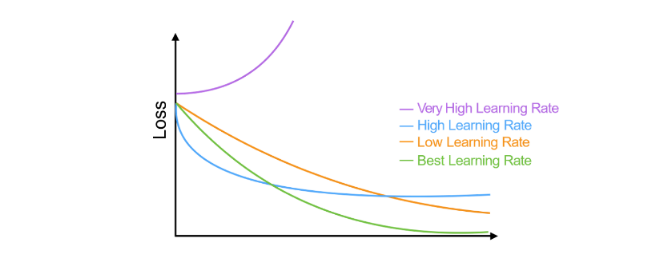 Loss
Very High Learning Rate
High Learning Rate
Low Learning Rate
Best Learning Rate